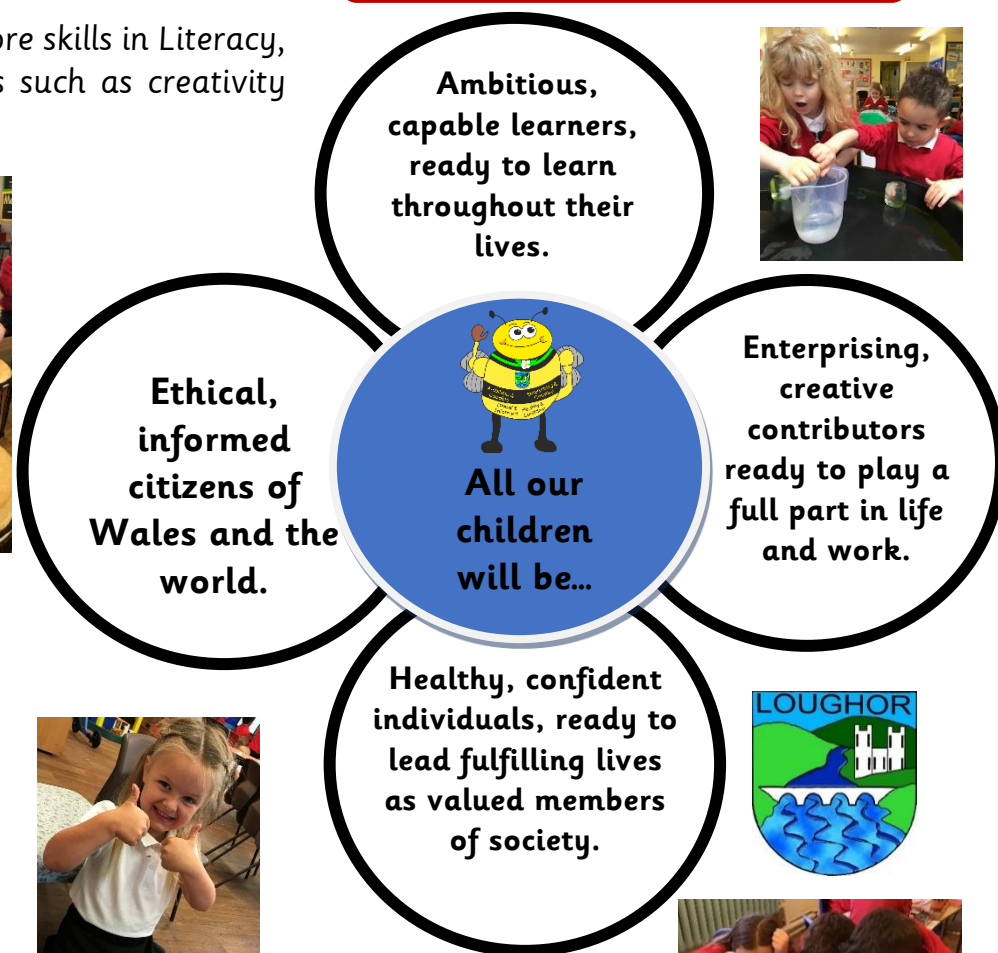 ore skills in Literacy,
s such as creativity
Ambitious,
capable learners,
ready to learn
throughout their
lives.
Ethical,
informed
citizens of
Wales and the
world.
All our
children
will be...
Enterprising,
creative
contributors
ready to play a
full part in life
and work.
Healthy, confident
individuals, ready to
lead fulfilling lives
as valued members
of society.
LOUGHOR